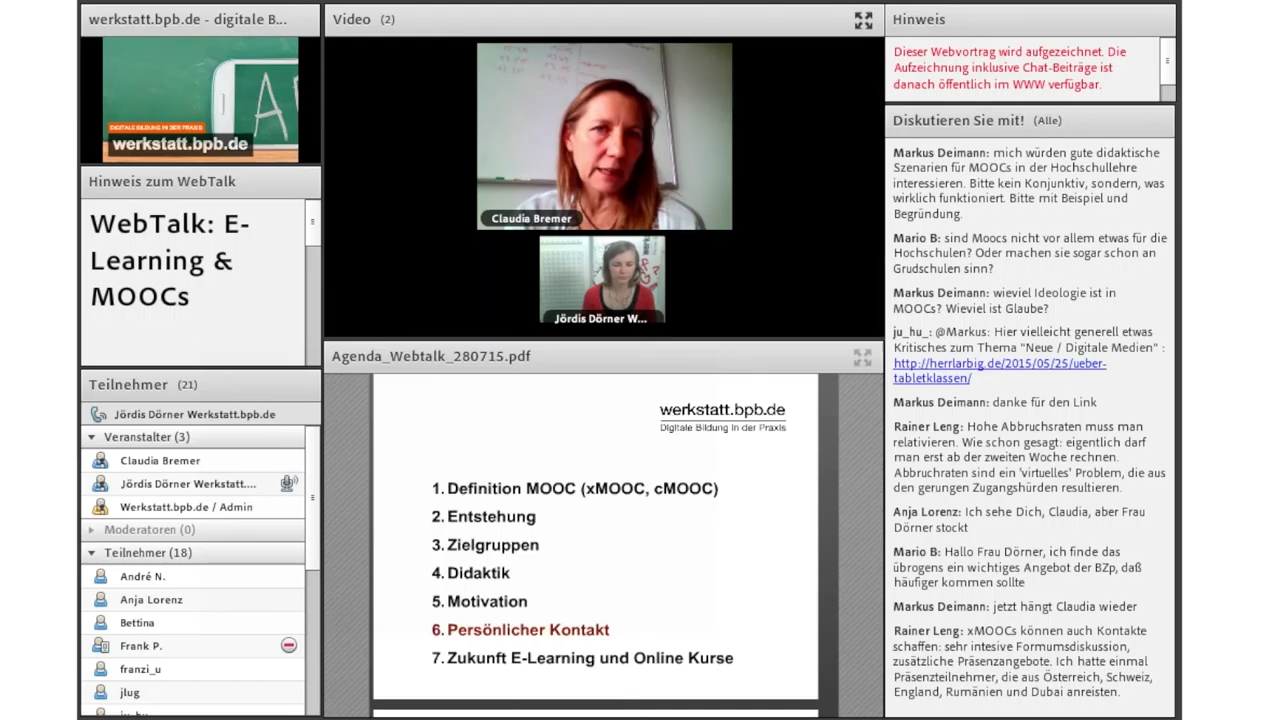 werkstatt.bpb.de - digitale B...
DIGITALE BILDUNG IN DER PRAXIS
werkstatt.bpb.de
Hinweis zum WebTalk
WebTalk: E-
Learning &
MOOCs
Teilnehmer (21)
Jördis Dörner Werkstatt.bpb.de
Veranstalter (3)
Claudia Bremer
Jördis Dörner Werkstatt....
Werkstatt.bpb.de / Admin
Moderatoren (0)
Teilnehmer (18)
André N.
Anja Lorenz
Bettina
Frank P.
franzi_u
jlug
Video (2)
Claudia Bremer
Jördis Dörner W...
Agenda_Webtalk_280715.pdf
werkstatt.bpb.de
Digitale Bildung in der Praxis
1. Definition MOOC (xMOOC, cMOOC)
2. Entstehung
3. Zielgruppen
4. Didaktik
5. Motivation
6. Persönlicher Kontakt
7. Zukunft E-Learning und Online Kurse
Hinweis
Dieser Webvortrag wird aufgezeichnet. Die
Aufzeichnung inklusive Chat-Beiträge ist
danach öffentlich im WWW verfügbar.
Diskutieren Sie mit! (Alle)
Markus Deimann: mich würden gute didaktische
Szenarien für MOOCs in der Hochschullehre
interessieren. Bitte kein Konjunktiv, sondern, was
wirklich funktioniert. Bitte mit Beispiel und
Begründung.
Mario B: sind Moocs nicht vor allem etwas für die
Hochschulen? Oder machen sie sogar schon an
Grudschulen sinn?
Markus Deimann: wieviel Ideologie ist in
MOOCs? Wieviel ist Glaube?
ju_hu_: @Markus: Hier vielleicht generell etwas
Kritisches zum Thema "Neue / Digitale Medien" :
http://herrlarbig.de/2015/05/25/ueber-
tabletklassen/
Markus Deimann: danke für den Link
Rainer Leng: Hohe Abbruchsraten muss man
relativieren. Wie schon gesagt: eigentlich darf
man erst ab der zweiten Woche rechnen.
Abbruchraten sind ein 'virtuelles' Problem, die aus
den gerungen Zugangshürden resultieren.
Anja Lorenz: Ich sehe Dich, Claudia, aber Frau
Dörner stockt
Mario B: Hallo Frau Dörner, ich finde das
übrogens ein wichtiges Angebot der BZp, daß
häufiger kommen sollte
Markus Deimann: jetzt hängt Claudia wieder
Rainer Leng: xMOOCs können auch Kontakte
schaffen: sehr intesive Formumsdiskussion,
zusätzliche Präsenzangebote. Ich hatte einmal
Präsenzteilnehmer, die aus Österreich, Schweiz,
England, Rumänien und Dubai anreisten.